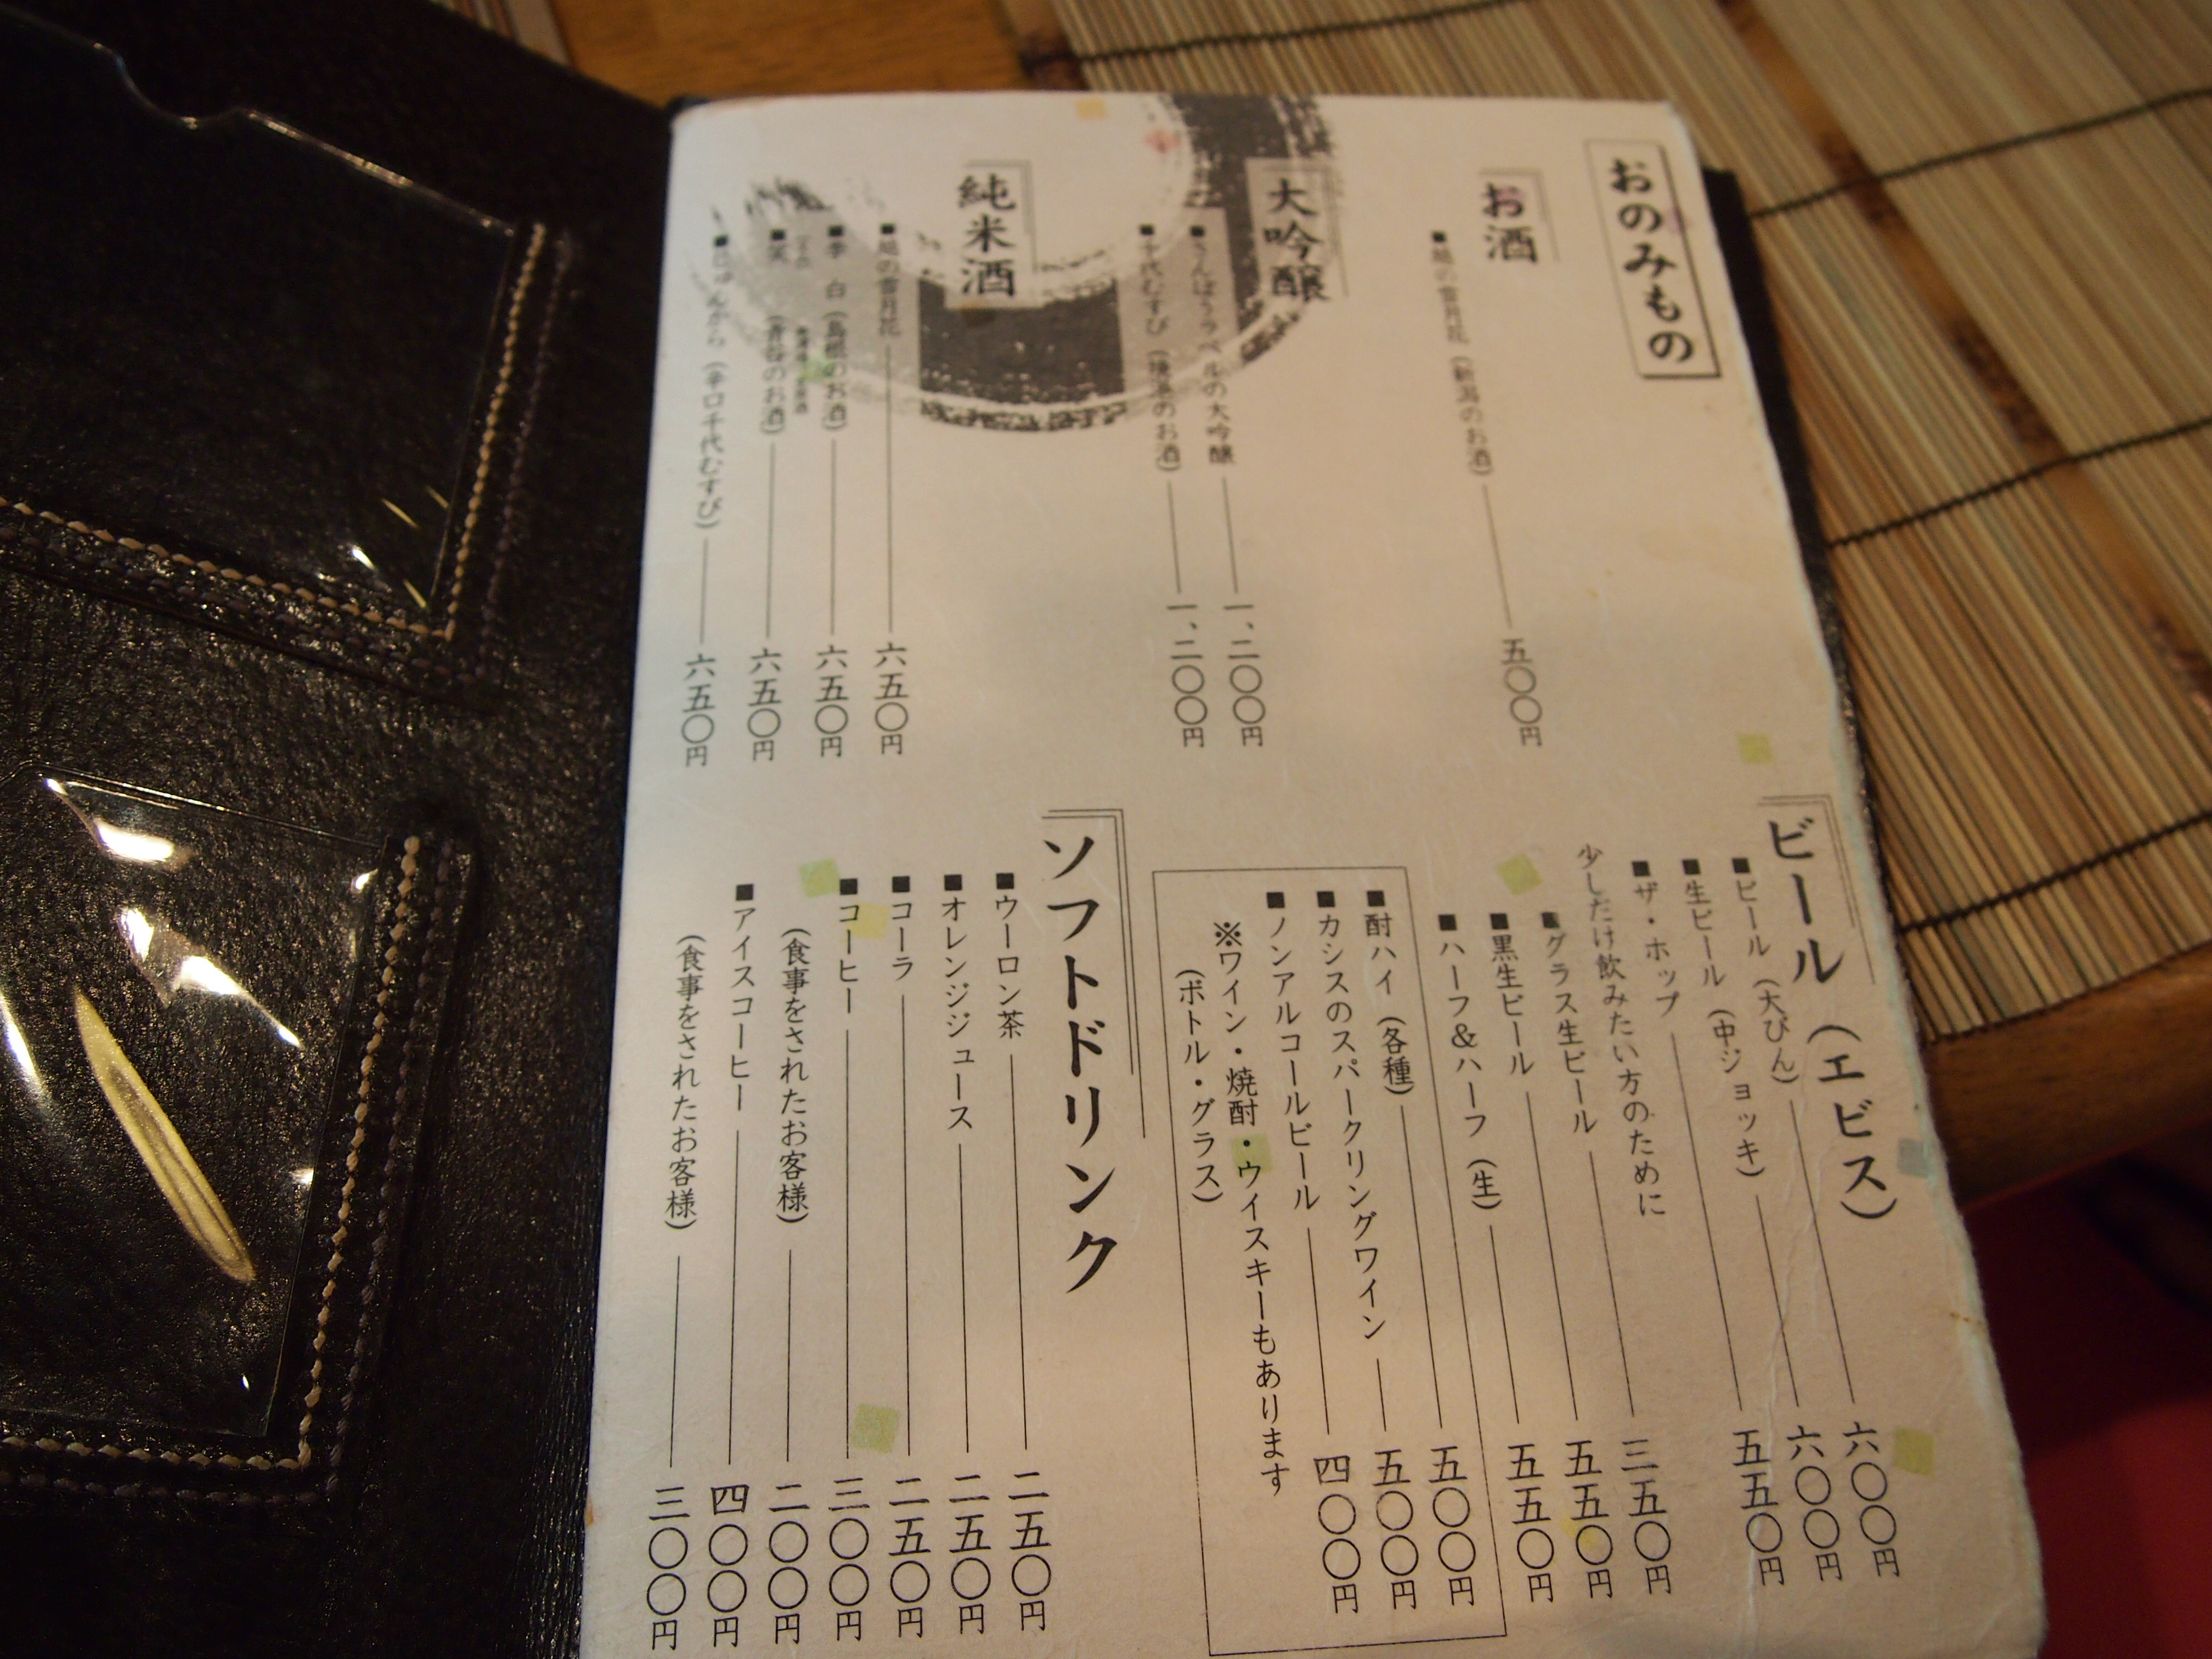 おのみもの
お酒
■越の雪月花（新潟のお酒） 五〇〇円
大吟醸
■さんばうラベルの大吟醸 一、二〇〇円
■千代むすび（境港のお酒） 一、二〇〇円
純米酒
■越の雪月花 六五〇円
■李 白（島根のお酒） 六五〇円
のお酒） 六五〇円
（辛口千代むすび） 六五〇円
ビール（エビス）
■ビール（大びん） 六〇〇円
■生ビール（中ジョッキ） 六〇〇円
■ザ・ホップ 五五〇円
少しだけ飲みたい方のために
■グラス生ビール 三五〇円
■黒生ビール 五五〇円
■ハーフ＆ハーフ（生） 五五〇円
■酎ハイ（各種） 五〇〇円
■カシスのスパークリングワイン 五〇〇円
■ノンアルコールビール 四〇〇円
※ワイン・焼酎・ウイスキーもあります
（ボトル・グラス）
ソフトドリンク
■ウーロン茶 二五〇円
■オレンジジュース 二五〇円
■コーラ 二五〇円
■コーヒー 三〇〇円
（食事をされたお客様） 二〇〇円
■アイスコーヒー 四〇〇円
（食事をされたお客様） 三〇〇円